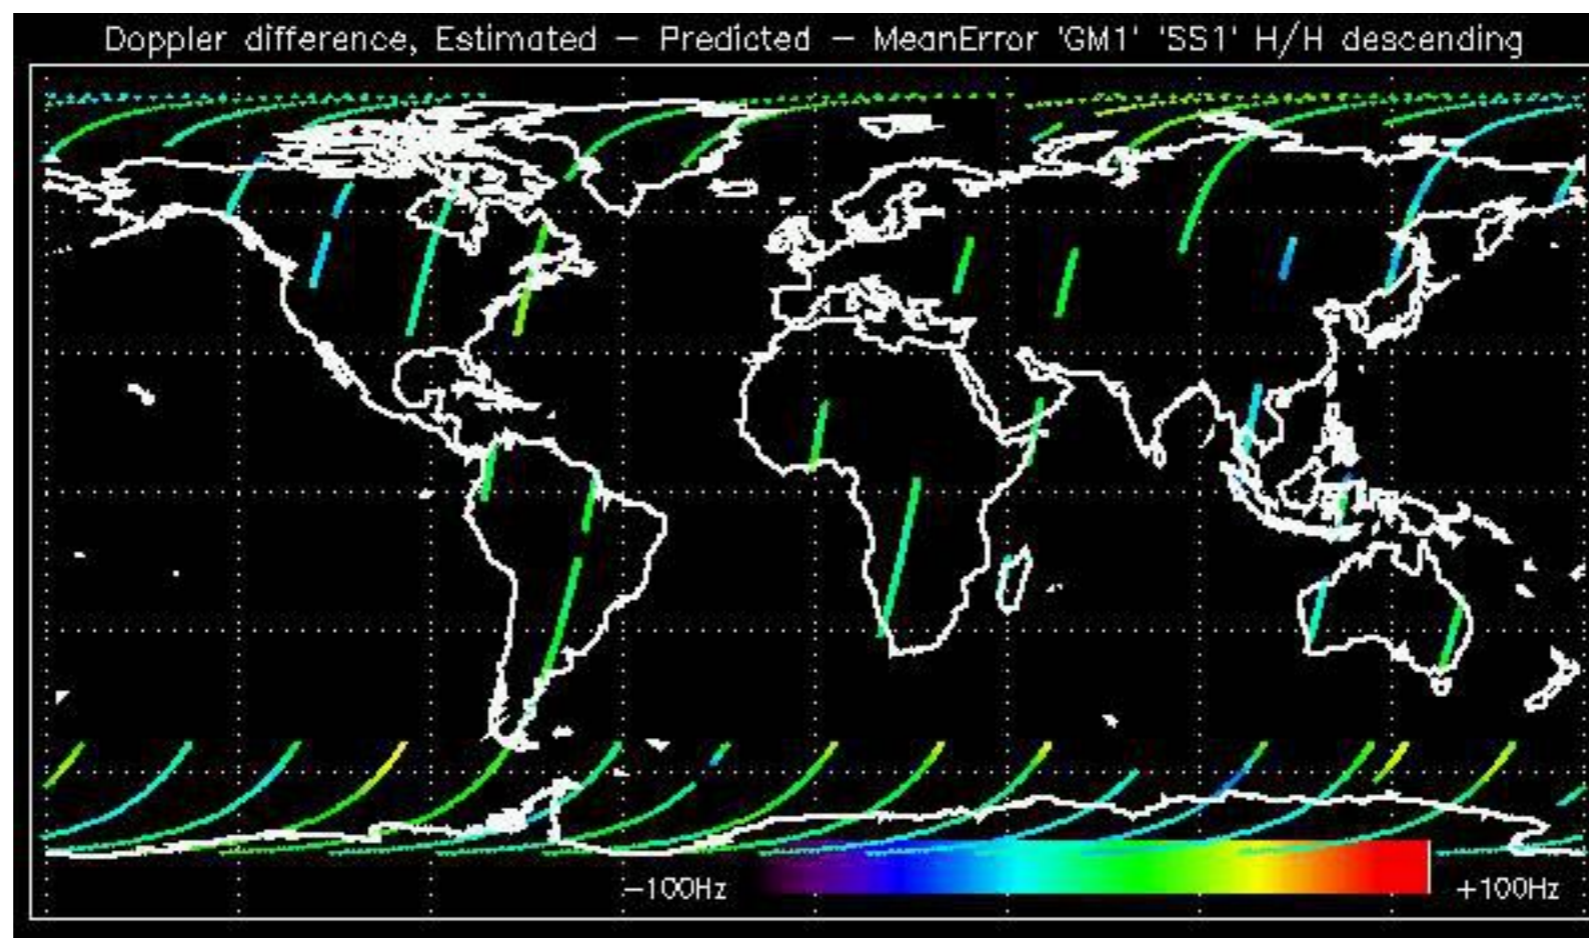 Doppler difference, Estimated – Predicted – MeanError 'GM1' 'SS1' H/H descending
–100Hz
+100Hz